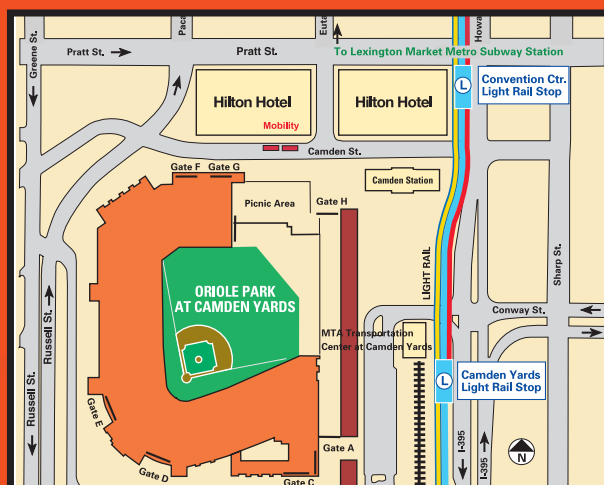 Greene St.
Paca
Euta
Howa
Pratt St.
Pratt St.
To Lexington Market Metro Subway Station
L
Convention Ctr.
Light Rail Stop
Hilton Hotel
Hilton Hotel
Mobility
Camden St.
Gate F
Gate G
Camden Station
Picnic Area
Gate H
LIGHT RAIL
Sharp St.
ORIOLE PARK
AT CAMDEN YARDS
Russell St.
Conway St.
MTA Transportation
Center at Camden Yards
L
Camden Yards
Light Rail Stop
Russell St.
Gate E
Gate D
Gate A
Gate C
I-395
I-395
N